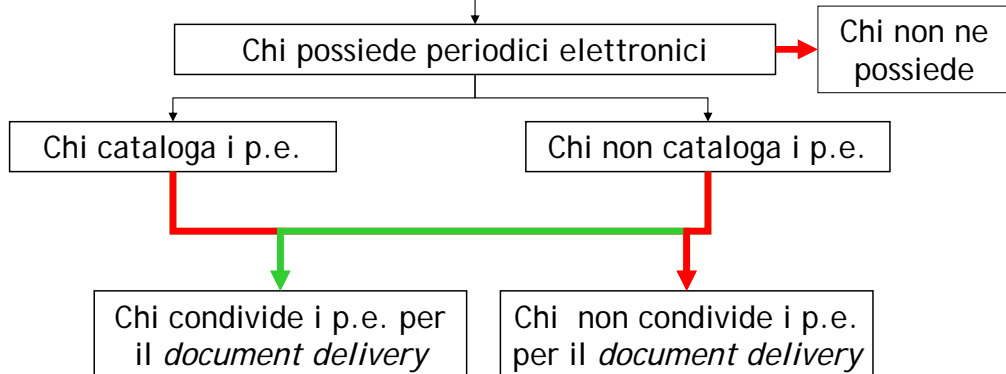 Chi possiede periodici elettronici
Chi non ne
possiede
Chi cataloga i p.e.
Chi non cataloga i p.e.
Chi condivide i p.e. per
il document delivery
Chi non condivide i p.e.
per il document delivery